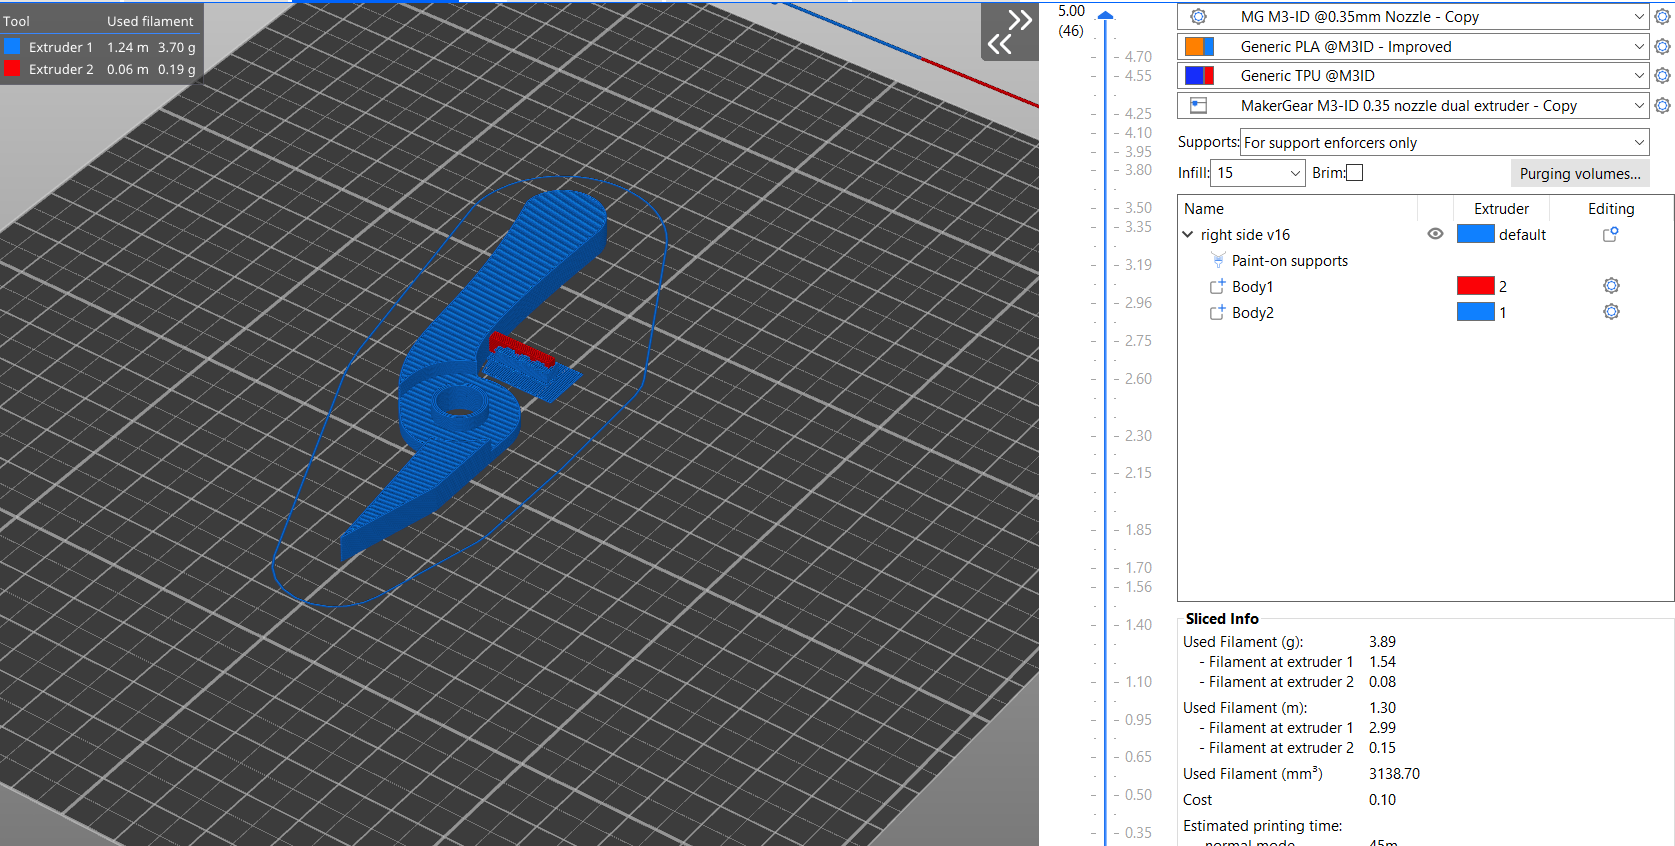 Tool Used filament
Extruder 1 1.24 m 3.70 g
Extruder 2 0.06 m 0.19 g
5.00
(46)
4.70
4.55
4.25
4.10
3.95
3.80
3.50
3.35
3.19
2.96
2.75
2.60
2.30
2.15
1.85
1.70
1.56
1.40
1.10
0.95
0.65
0.50
0.35
MG M3-ID @0.35mm Nozzle - Copy
Generic PLA @M3ID - Improved
Generic TPU @M3ID
MakerGear M3-ID 0.35 nozzle dual extruder - Copy
Supports: For support enforcers only
Infill: 15 Brim: Purging volumes...
Name Extruder Editing
right side v16 default
Paint-on supports
Body1 2
Body2 1
Sliced Info
Used Filament (g): 3.89
- Filament at extruder 1 1.54
- Filament at extruder 2 0.08
Used Filament (m): 1.30
- Filament at extruder 1 2.99
- Filament at extruder 2 0.15
Used Filament (mm³) 3138.70
Cost 0.10
Estimated printing time:
normal mode 45m